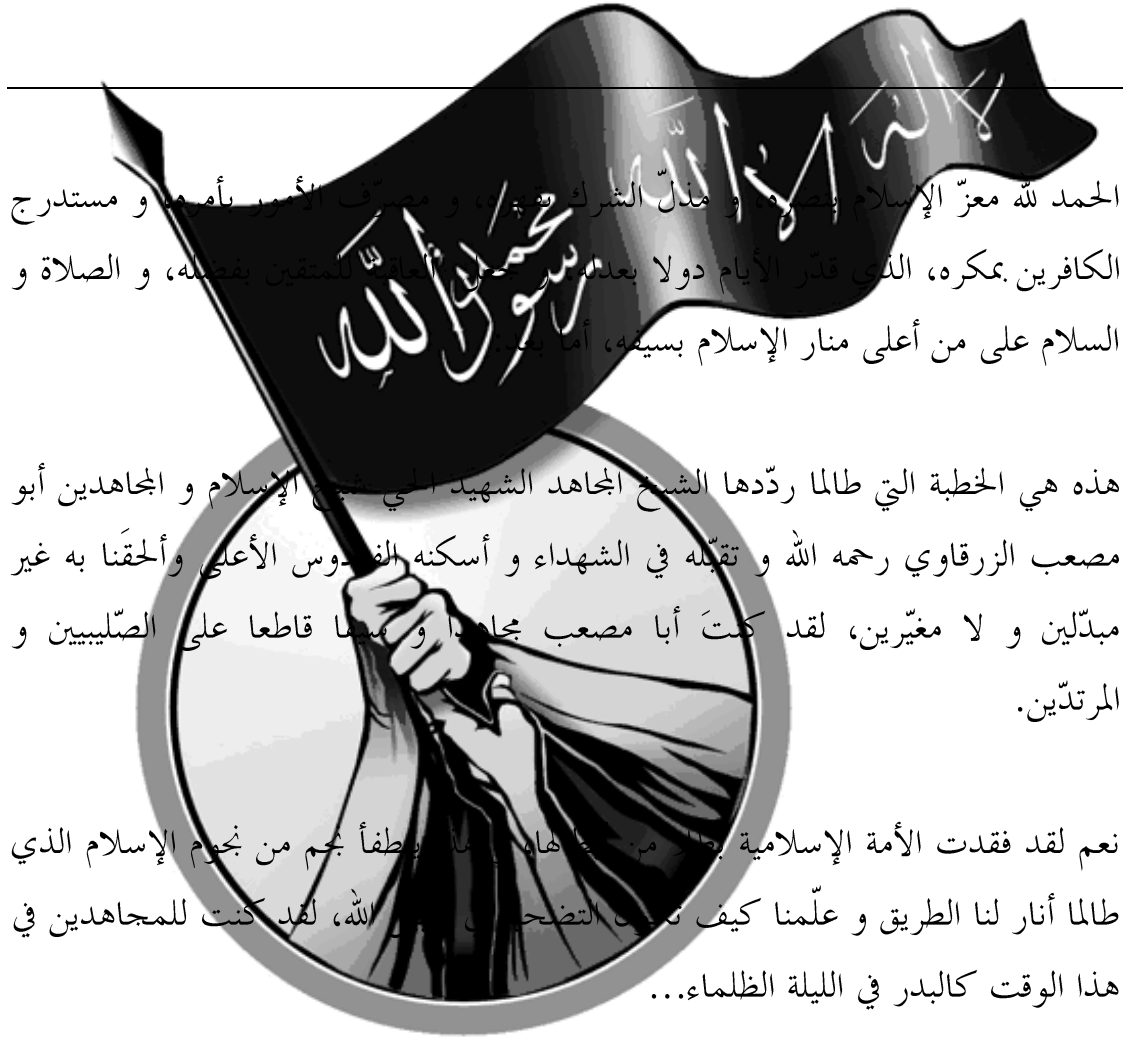 لا إله إلا الله
محمد رسول الله
الحمد لله معزّ الإسلام بنصره، و مذلّ الشرك بقهره، و مصرّف الأمور بأمره، و مستدرج
الكافرين بمكره، الذي قدّر الأيام دولا بعدله، و جعل العاقبة للمتقين بفضله، و الصلاة و
السلام على من أعلى منار الإسلام بسيفه، أما بعد:
هذه هي الخطبة التي طالما ردّدها الشيخ المجاهد الشهيد الحي شيخ الإسلام و المجاهدين أبو
مصعب الزرقاوي رحمه الله و تقبّله في الشهداء و أسكنه الفردوس الأعلى وألحقَنا به غير
مبدّلين و لا مغيّرين، لقد كنتَ أبا مصعب مجاهدا و سيفا قاطعا على الصّليبيين و
المرتدّين.
نعم لقد فقدت الأمة الإسلامية بطلا من ينطفأ نجم من نجوم الإسلام الذي
طالما أنار لنا الطريق و علّمنا كيف الله، لقد كنت للمجاهدين في
هذا الوقت كالبدر في الليلة الظلماء...